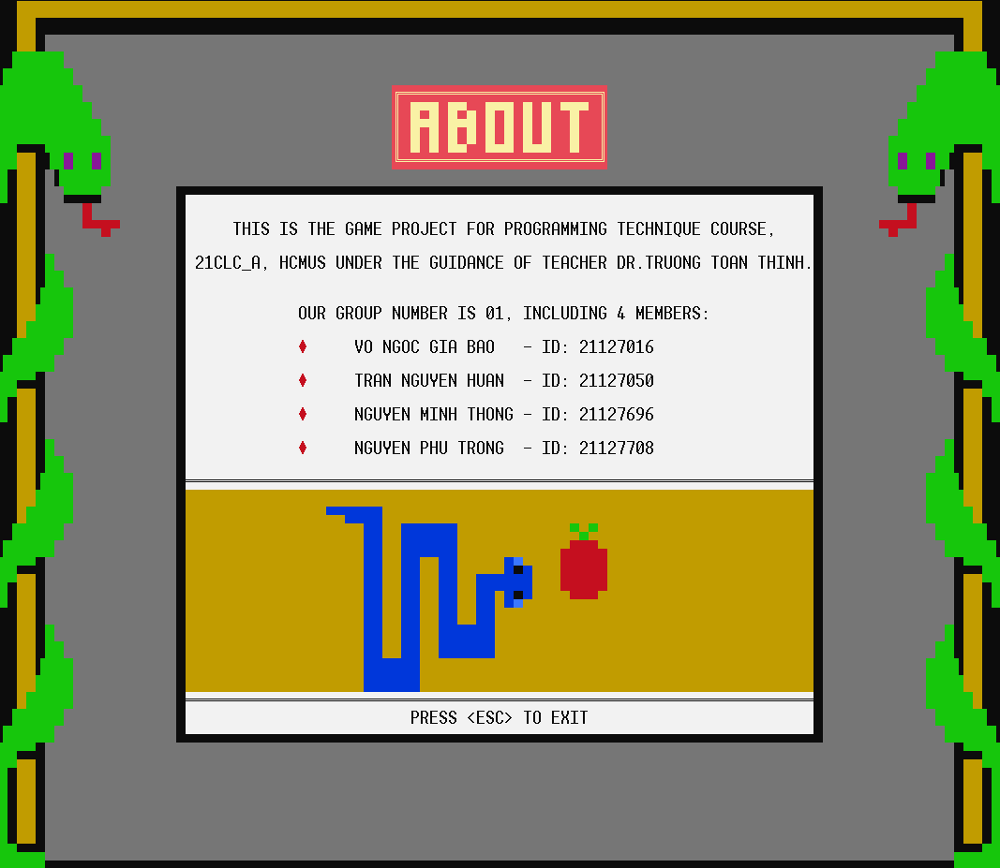 ABOUT
THIS IS THE GAME PROJECT FOR PROGRAMMING TECHNIQUE COURSE,
21CLC_A, HCMUS UNDER THE GUIDANCE OF TEACHER DR.TRUONG TOAN THINH.
OUR GROUP NUMBER IS 01, INCLUDING 4 MEMBERS:
♦ VO NGOC GIA BAO - ID: 21127016
♦ TRAN NGUYEN HUAN - ID: 21127050
♦ NGUYEN MINH THONG - ID: 21127696
♦ NGUYEN PHU TRONG - ID: 21127708
PRESS <ESC> TO EXIT